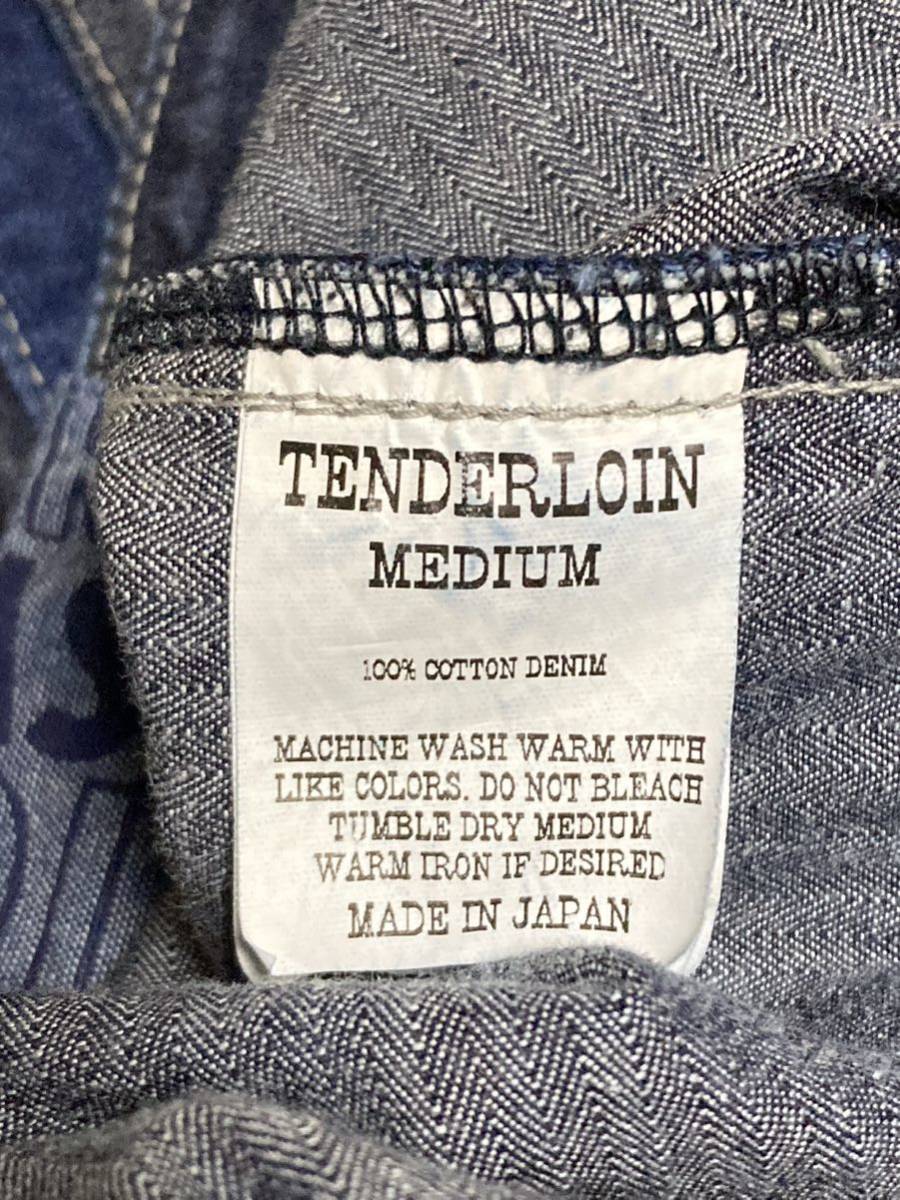 TENDERLOIN
MEDIUM
100% COTTON DENIM
MACHINE WASH WARM WITH
LIKE COLORS. DO NOT BLEACH
TUMBLE DRY MEDIUM
WARM IRON IF DESIRED
MADE IN JAPAN